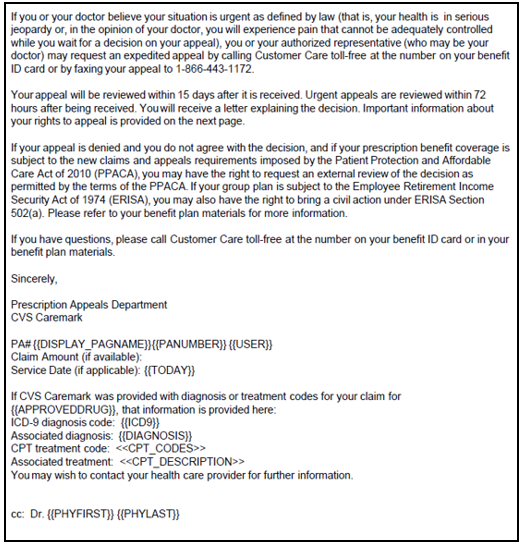 If you or your doctor believe your situation is urgent as defined by law (that is, your health is in serious
jeopardy or, in the opinion of your doctor, you will experience pain that cannot be adequately controlled
while you wait for a decision on your appeal), you or your authorized representative (who may be your
doctor) may request an expedited appeal by calling Customer Care toll-free at the number on your benefit
ID card or by faxing your appeal to 1-866-443-1172.
Your appeal will be reviewed within 15 days after it is received. Urgent appeals are reviewed within 72
hours after being received. You will receive a letter explaining the decision. Important information about
your rights to appeal is provided on the next page.
If your appeal is denied and you do not agree with the decision, and if your prescription benefit coverage is
subject to the new claims and appeals requirements imposed by the Patient Protection and Affordable
Care Act of 2010 (PPACA), you may have the right to request an external review of the decision as
permitted by the terms of the PPACA. If your group plan is subject to the Employee Retirement Income
Security Act of 1974 (ERISA), you may also have the right to bring a civil action under ERISA Section
502(a). Please refer to your benefit plan materials for more information.
If you have questions, please call Customer Care toll-free at the number on your benefit ID card or in your
benefit plan materials.
Sincerely,
Prescription Appeals Department
CVS Caremark
PA# {{DISPLAY_PAGNAME}}{{PANUMBER}} {{USER}}
Claim Amount (if available):
Service Date (if applicable): {{TODAY}}
If CVS Caremark was provided with diagnosis or treatment codes for your claim for
{{APPROVEDDRUG}}, that information is provided here:
ICD-9 diagnosis code: {{ICD9}}
Associated diagnosis: {{DIAGNOSIS}}
CPT treatment code: <<CPT_CODES>>
Associated treatment: <<CPT_DESCRIPTION>>
You may wish to contact your health care provider for further information.
cc: Dr. {{PHYFIRST}} {{PHYLAST}}